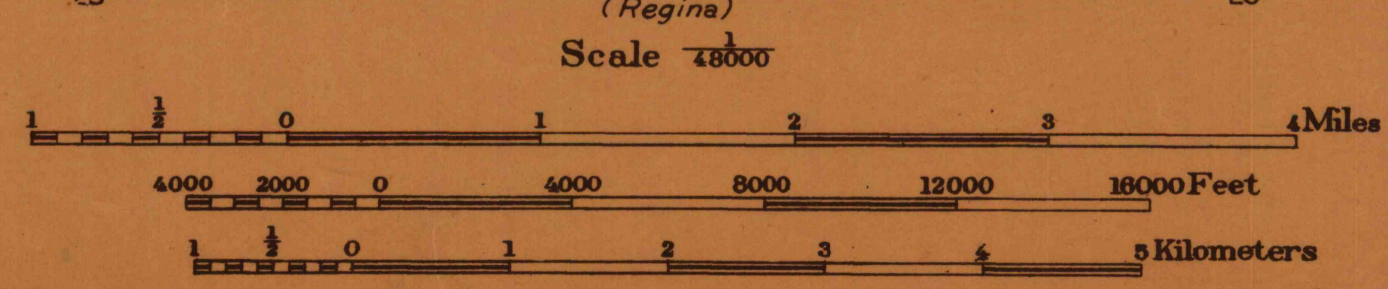 (Regina)
Scale 1/48000
1 1/2 0 1 2 3 4 Miles
4000 2000 0 4000 8000 12000 16000 Feet
1 1/2 0 1 2 3 4 5 Kilometers